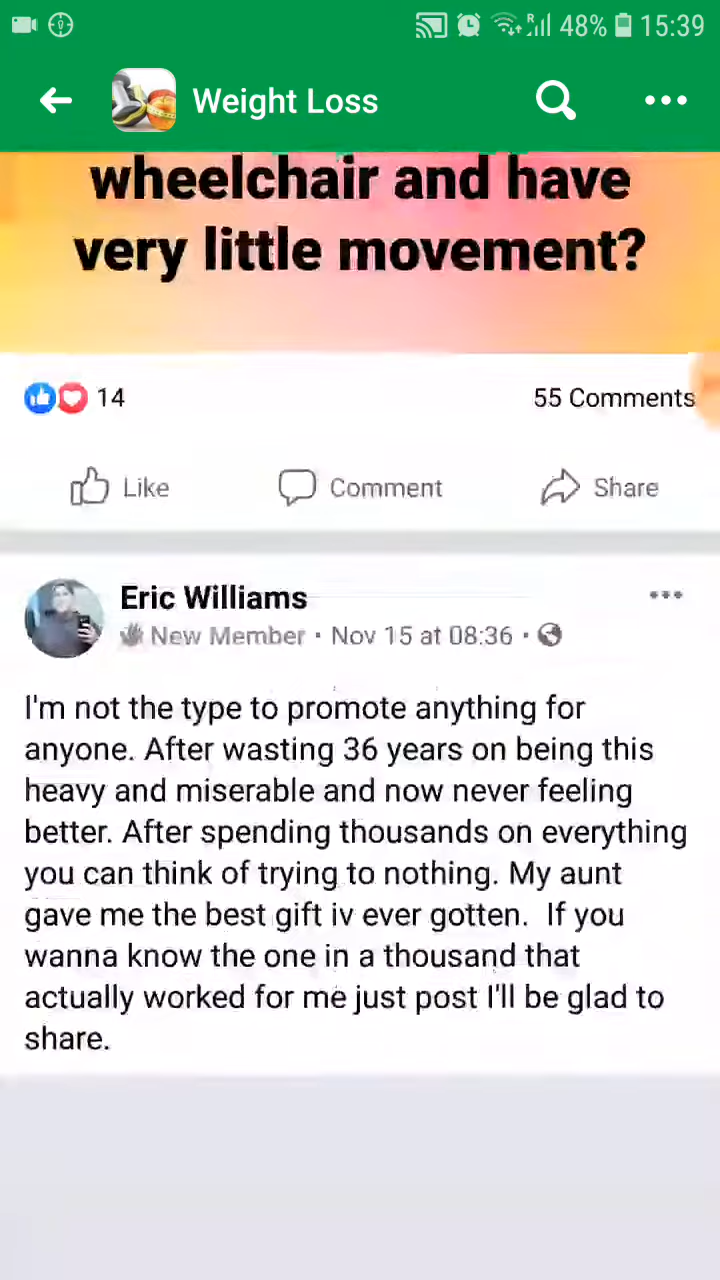 48% 15:39
Weight Loss
wheelchair and have
very little movement?
14 55 Comments
Like Comment Share
Eric Williams
New Member • Nov 15 at 08:36 •
I'm not the type to promote anything for
anyone. After wasting 36 years on being this
heavy and miserable and now never feeling
better. After spending thousands on everything
you can think of trying to nothing. My aunt
gave me the best gift iv ever gotten. If you
wanna know the one in a thousand that
actually worked for me just post I'll be glad to
share.